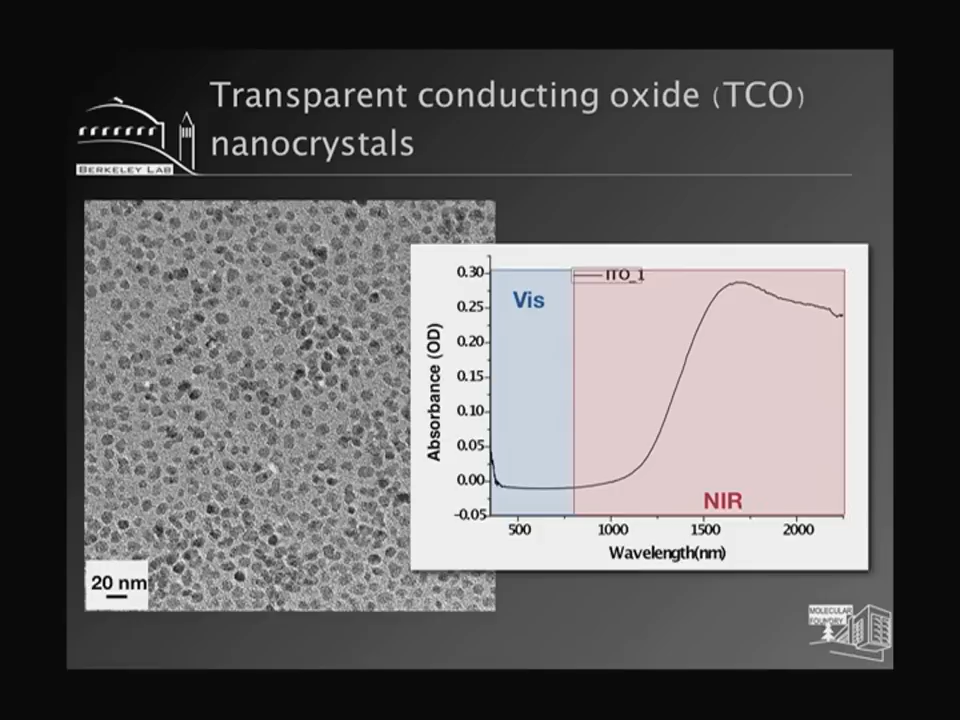 Transparent conducting oxide (TCO)
nanocrystals
BERKELEY LAB
ITO_1
Vis
0.30
0.25
0.20
0.15
0.10
0.05
0.00
-0.05
Absorbance (OD)
NIR
500 1000 1500 2000
Wavelength(nm)
20 nm
MOLECULAR
FOUNDRY